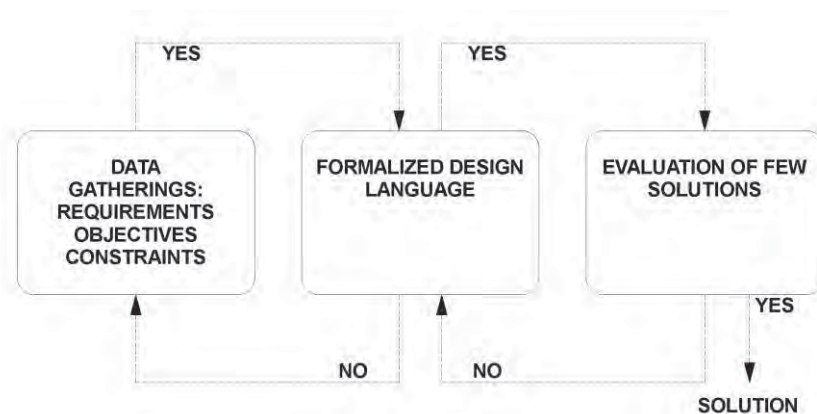 YES
YES
DATA
GATHERINGS:
REQUIREMENTS
OBJECTIVES
CONSTRAINTS
FORMALIZED DESIGN
LANGUAGE
EVALUATION OF FEW
SOLUTIONS
YES
NO
NO
SOLUTION